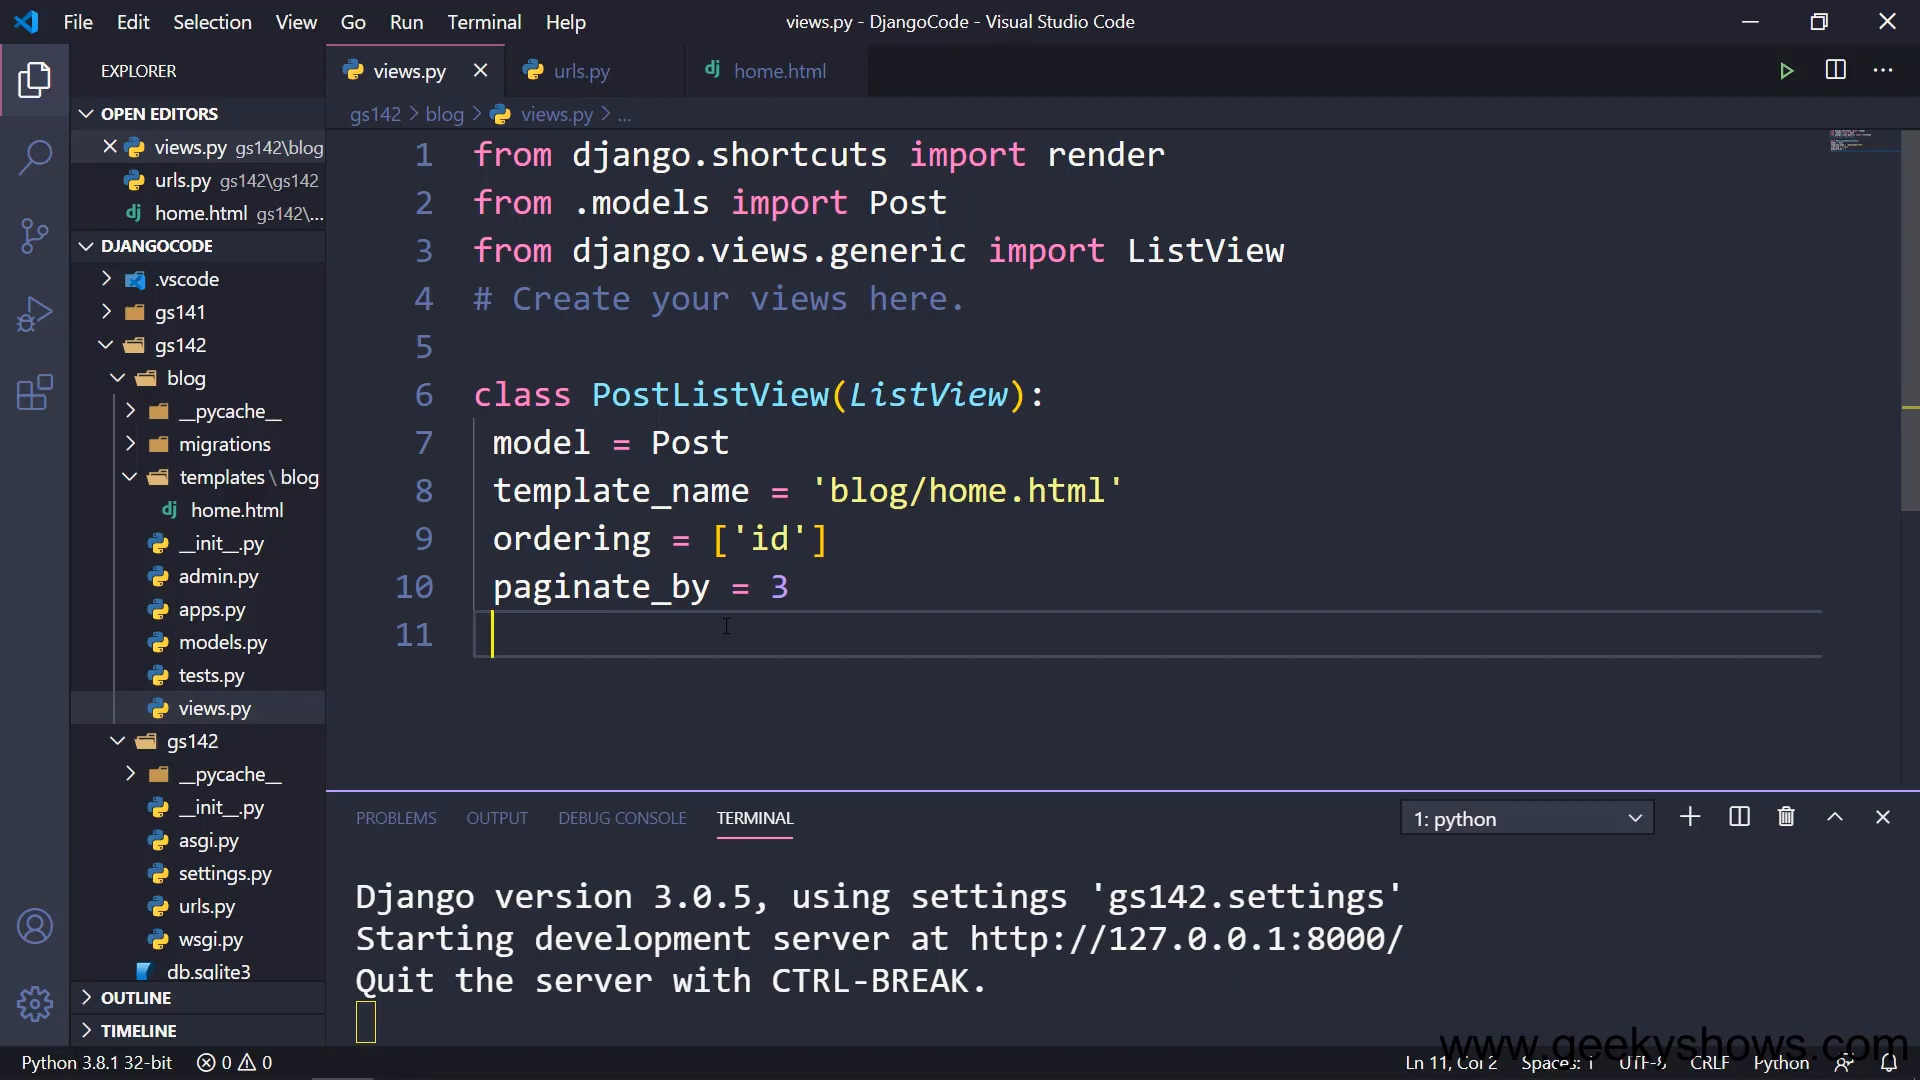 File Edit Selection View Go Run Terminal Help
views.py - DjangoCode - Visual Studio Code
EXPLORER
OPEN EDITORS
views.py gs142\blog
urls.py gs142\gs142
home.html gs142\...
DJANGOCODE
.vscode
gs141
gs142
blog
__pycache__
migrations
templates \ blog
home.html
__init__.py
admin.py
apps.py
models.py
tests.py
views.py
gs142
__pycache__
__init__.py
asgi.py
settings.py
urls.py
wsgi.py
db.sqlite3
OUTLINE
TIMELINE
views.py urls.py home.html
gs142 > blog > views.py > ...
1 from django.shortcuts import render
2 from .models import Post
3 from django.views.generic import ListView
4 # Create your views here.
5
6 class PostListView(ListView):
7 model = Post
8 template_name = 'blog/home.html'
9 ordering = ['id']
10 paginate_by = 3
11
PROBLEMS OUTPUT DEBUG CONSOLE TERMINAL 1: python
Django version 3.0.5, using settings 'gs142.settings'
Starting development server at http://127.0.0.1:8000/
Quit the server with CTRL-BREAK.
www.geekyshows.com
Python 3.8.1 32-bit 0 0 Ln 11, Col 2 Spaces: 1 UTF-8 CRLF Python